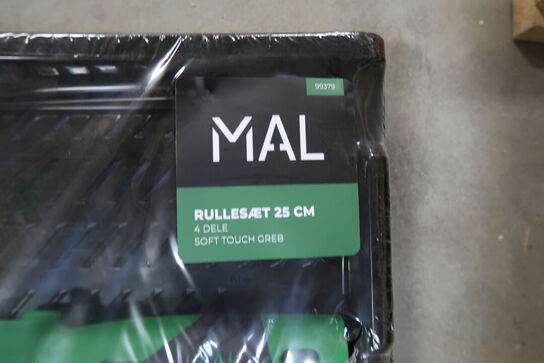 99379
MAL
RULLESÆT 25 CM
4 DELE
SOFT TOUCH GREB